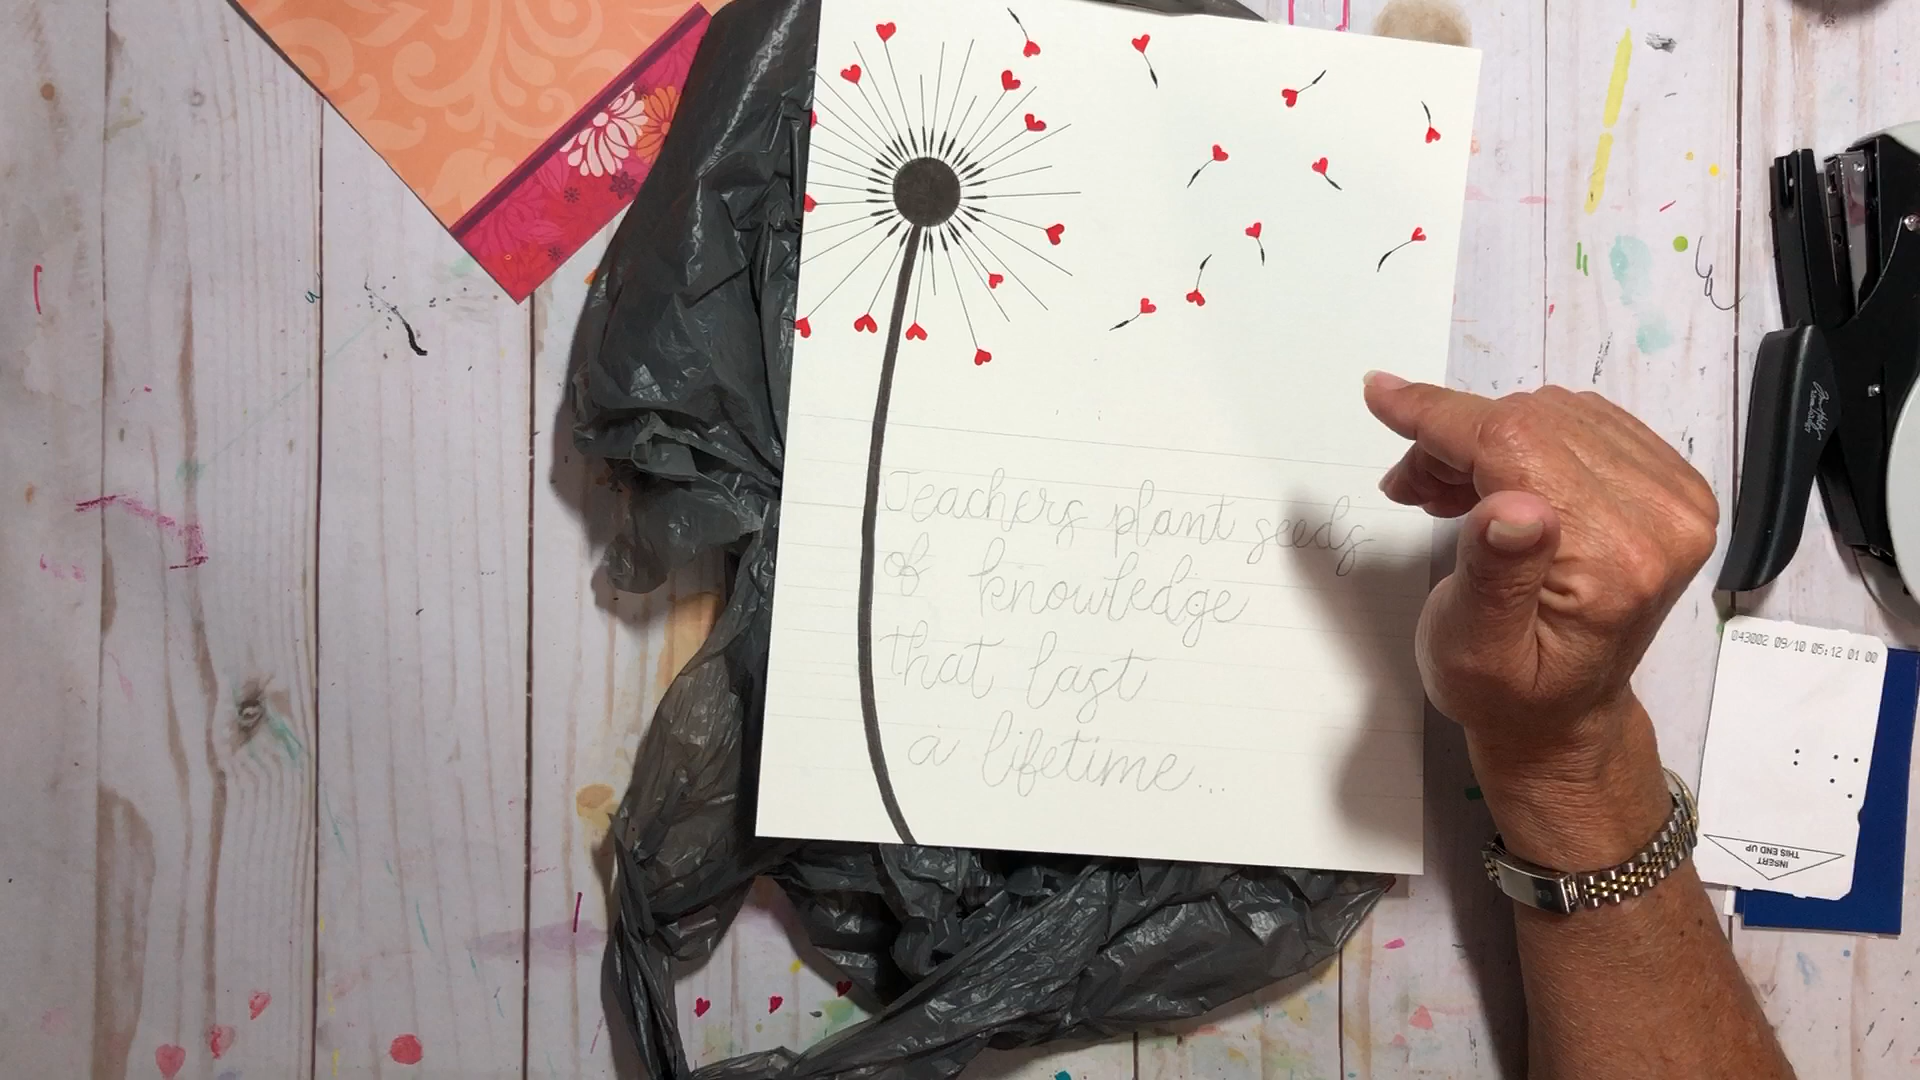 Teachers plant seeds
of knowledge
that last
a lifetime...
043002 09/10 05:12 01 00
INSERT
THIS END UP